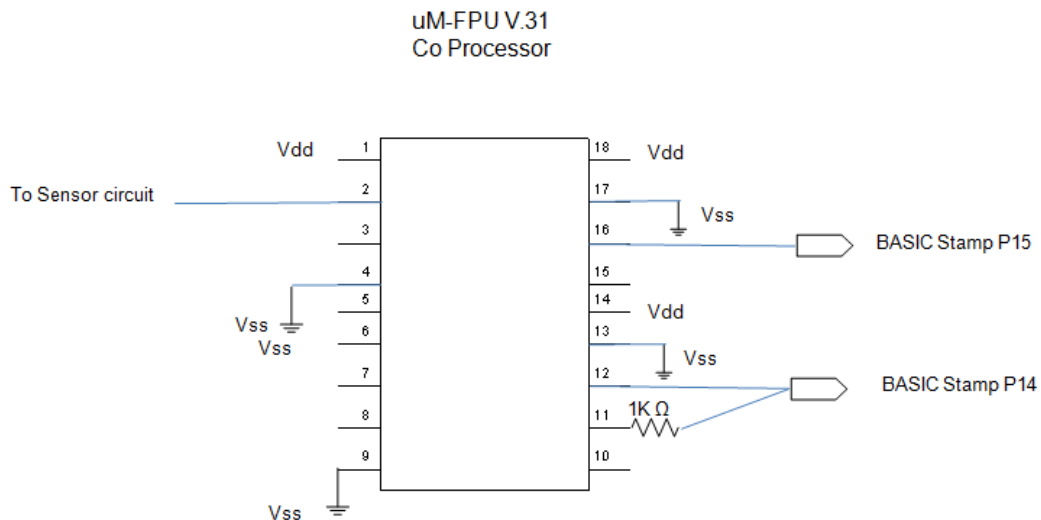 uM-FPU V.31
Co Processor
Vdd
1
18
Vdd
To Sensor circuit
2
17
Vss
3
16
BASIC Stamp P15
4
15
5
14
Vdd
Vss
Vss
6
13
Vss
7
12
BASIC Stamp P14
8
11
1K Ω
9
10
Vss